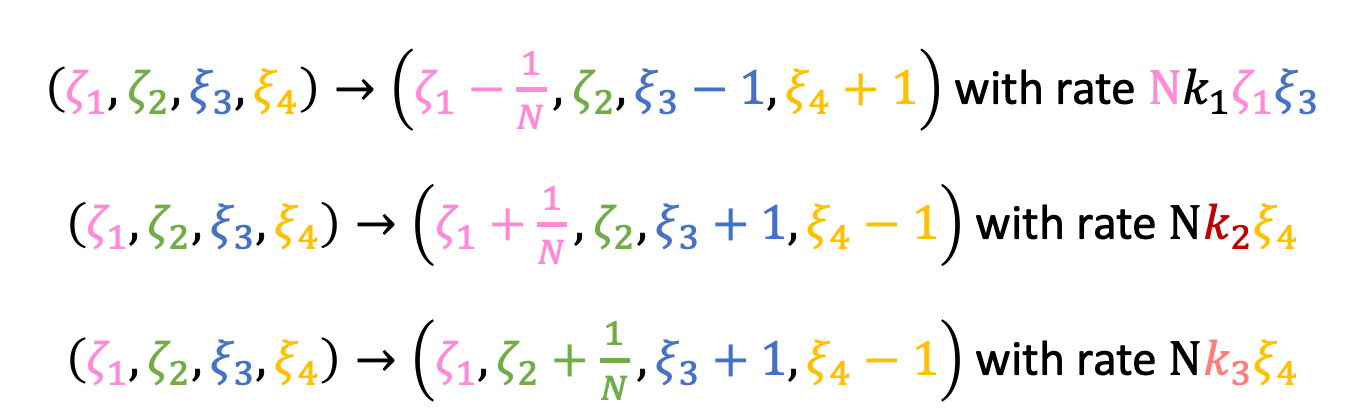 (ζ₁, ζ₂, ξ₃, ξ₄) → (ζ₁ − 1/N, ζ₂, ξ₃ − 1, ξ₄ + 1) with rate Nk₁ζ₁ξ₃
(ζ₁, ζ₂, ξ₃, ξ₄) → (ζ₁ + 1/N, ζ₂, ξ₃ + 1, ξ₄ − 1) with rate Nk₂ξ₄
(ζ₁, ζ₂, ξ₃, ξ₄) → (ζ₁, ζ₂ + 1/N, ξ₃ + 1, ξ₄ − 1) with rate Nk₃ξ₄